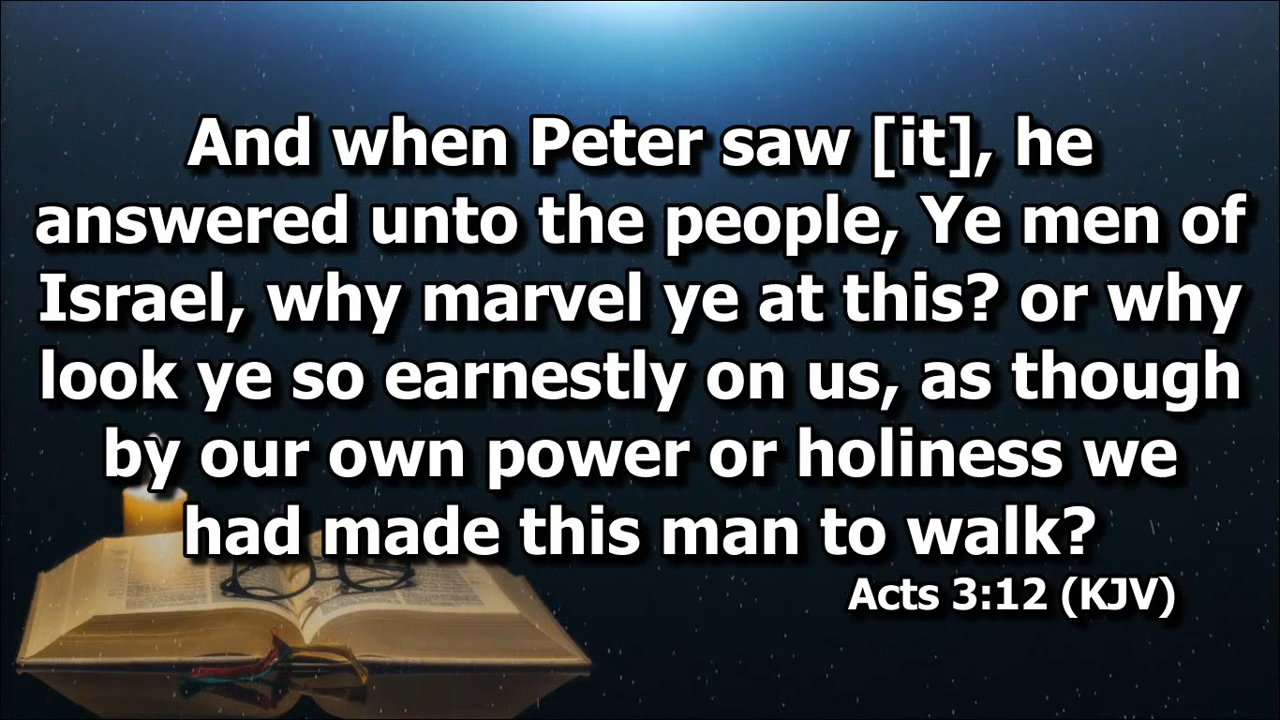 And when Peter saw [it], he
answered unto the people, Ye men of
Israel, why marvel ye at this? or why
look ye so earnestly on us, as though
by our own power or holiness we
had made this man to walk?
Acts 3:12 (KJV)